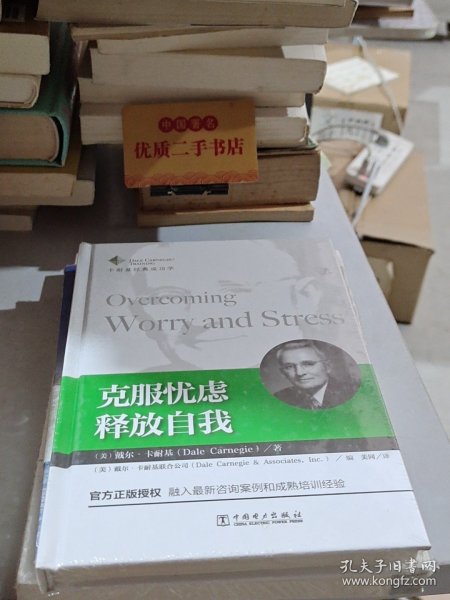 中国著名
优质二手书店
DALE CARNEGIE
TRAINING
卡耐基经典成功学
Overcoming
Worry and Stress
克服忧虑
释放自我
（美）戴尔·卡耐基（Dale Carnegie）／著
（美）戴尔·卡耐基联合公司（Dale Carnegie & Associates, Inc.）／编 美同／译
官方正版授权 融入最新咨询案例和成熟培训经验
中国电力出版社
CHINA ELECTRIC POWER PRESS
孔夫子旧书网
www.kongfz.com